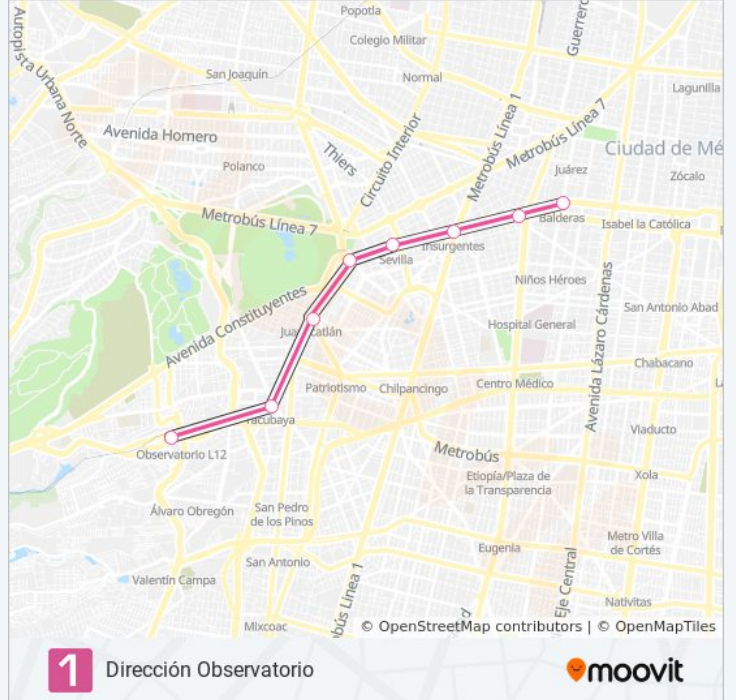 Popotla
Colegio Militar
Guerrero
Autopista Urbana Norte
San Joaquín
Normal
Lagunilla
Metrobús Línea 1
Metrobús Línea 7
Avenida Homero
Circuito Interior
Thiers
Ciudad de Mé
Polanco
Juárez
Zócalo
Metrobús Línea 7
Balderas
Isabel la Católica
Insurgentes
Sevilla
Niños Héroes
Avenida Constituyentes
San Antonio Abad
Juanacatlán
Hospital General
Avenida Lázaro Cárdenas
Chabacano
Patriotismo
Chilpancingo
Centro Médico
Tacubaya
Viaducto
Observatorio L12
Metrobús
Etiopía/Plaza de
la Transparencia
Xola
Álvaro Obregón
San Pedro
de los Pinos
Metro Villa
de Cortés
Eugenia
San Antonio
Valentín Campa
Eje Central
bús Línea 1
Nativitas
Mixcoac
© OpenStreetMap contributors | © OpenMapTiles
1 Dirección Observatorio
moovit